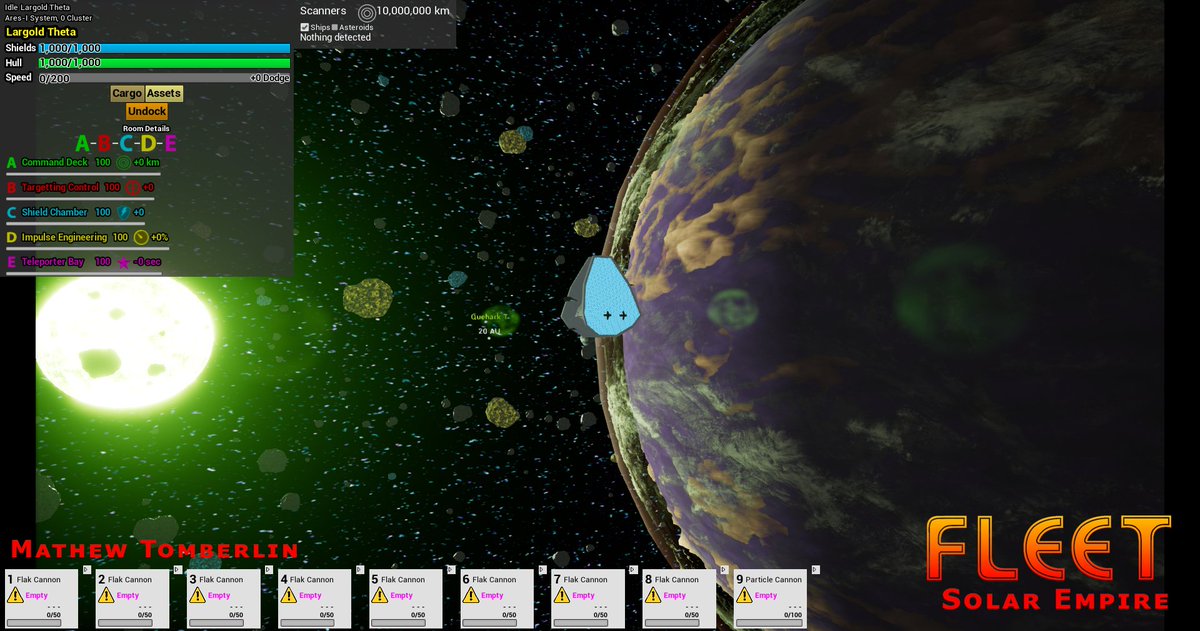 Idle Largold Theta
Ares-I System, 0 Cluster
Largold Theta
Shields 1,000/1,000
Hull 1,000/1,000
Speed 0/200 +0 Dodge
Cargo Assets
Undock
Room Details
A-B-C-D-E
A Command Deck 100 +0 km
B Targetting Control 100 +0
C Shield Chamber 100 +0
D Impulse Engineering 100 +0%
E Teleporter Bay 100 -0 sec
Scanners 10,000,000 km
Ships Asteroids
Nothing detected
20 AU
Mathew Tomberlin
FLEET
Solar Empire
1 Flak Cannon
Empty
---
0/50
2 Flak Cannon
Empty
---
0/50
3 Flak Cannon
Empty
---
0/50
4 Flak Cannon
Empty
---
0/50
5 Flak Cannon
Empty
---
0/50
6 Flak Cannon
Empty
---
0/50
7 Flak Cannon
Empty
---
0/50
8 Flak Cannon
Empty
---
0/50
9 Particle Cannon
Empty
---
0/100